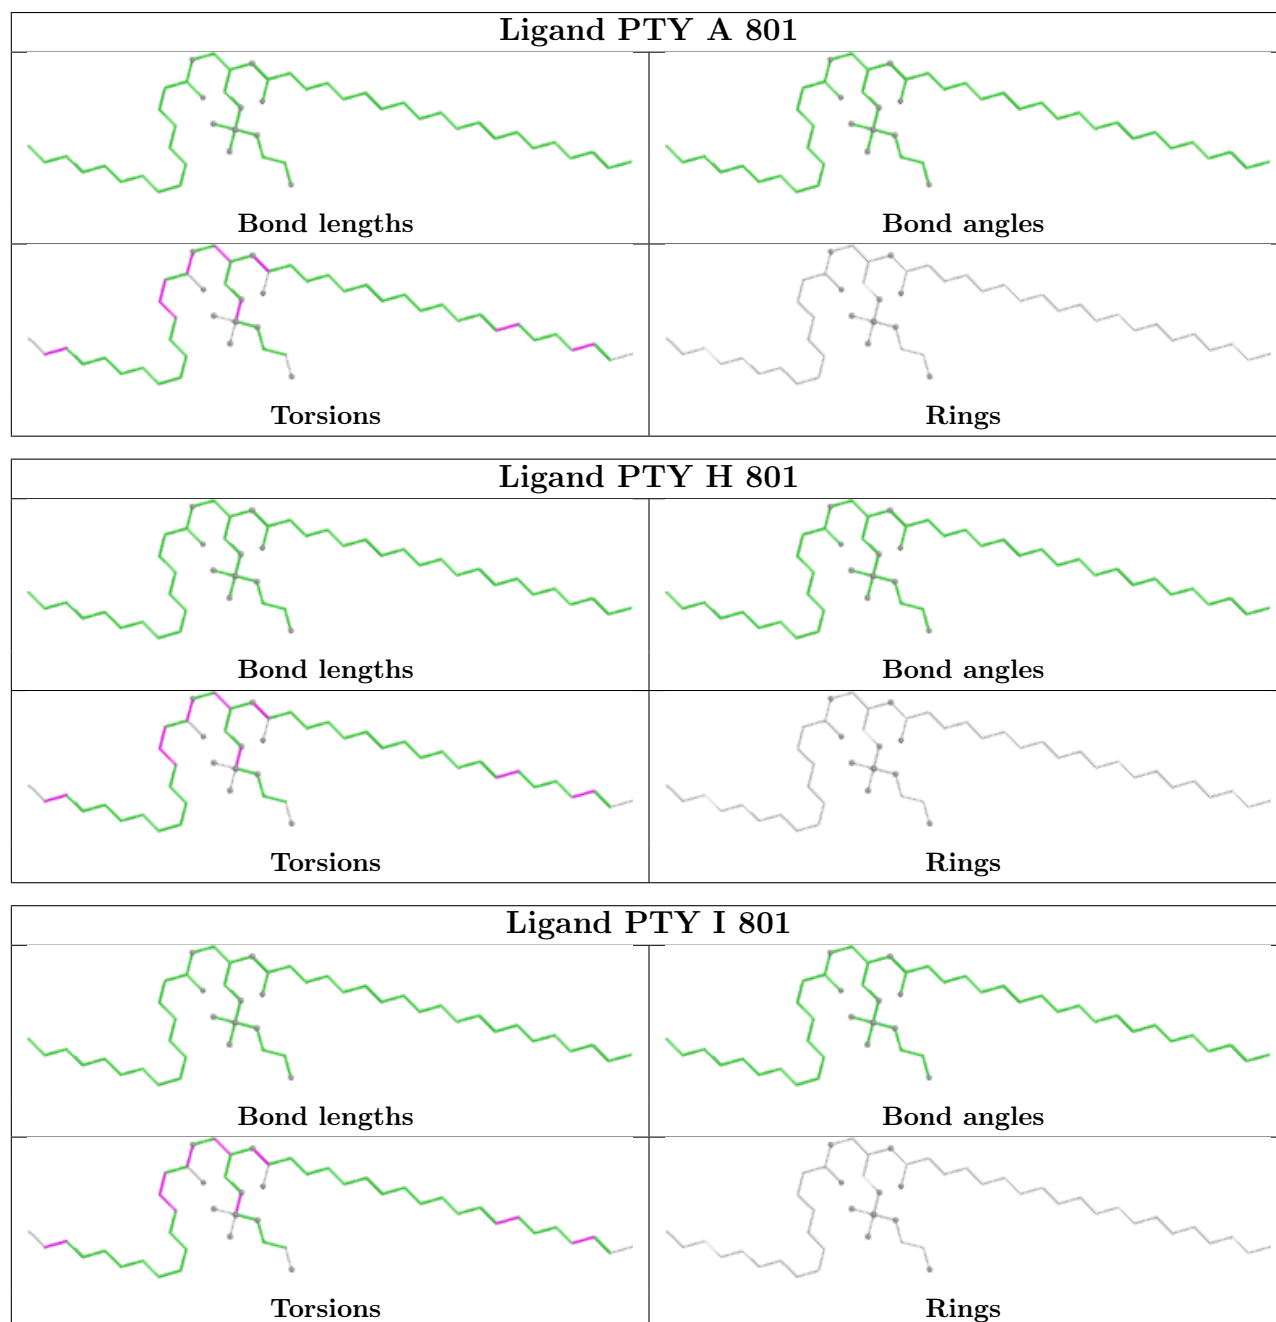 Ligand PTY A 801
Bond lengths
Bond angles
Torsions
Rings
Ligand PTY H 801
Bond lengths
Bond angles
Torsions
Rings
Ligand PTY I 801
Bond lengths
Bond angles
Torsions
Rings